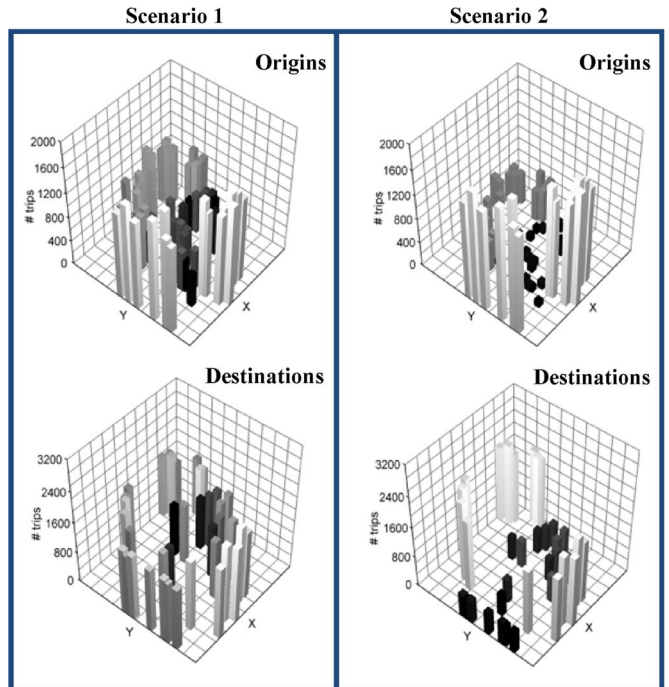 Scenario 1
Scenario 2
Origins
2000
1600
1200
800
400
0
# trips
Y
X
Origins
2000
1600
1200
800
400
0
# trips
Y
X
Destinations
3200
2400
1600
800
0
# trips
Y
X
Destinations
3200
2400
1600
800
0
# trips
Y
X